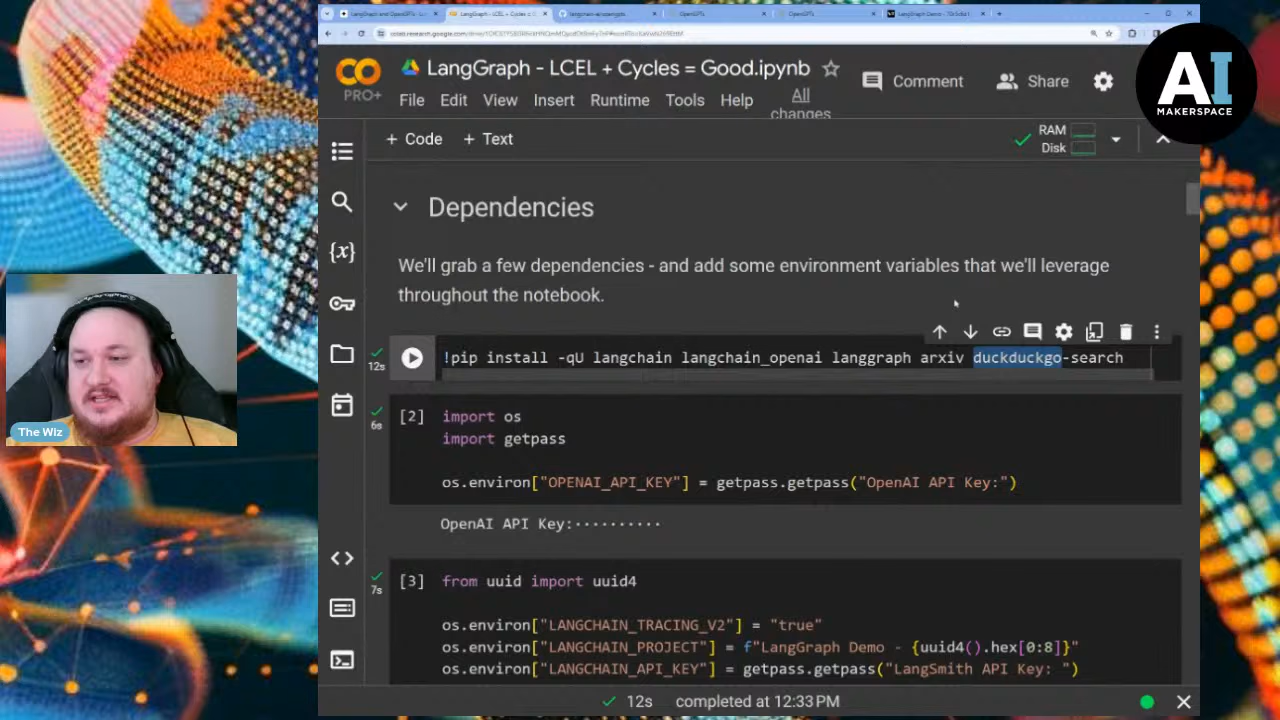 LangGraph - LCEL + Cycles = Good.ipynb
PRO+
File Edit View Insert Runtime Tools Help All changes
Comment Share
AI
MAKERSPACE
+ Code + Text
RAM
Disk
Dependencies
We'll grab a few dependencies - and add some environment variables that we'll leverage
throughout the notebook.
12s
!pip install -qU langchain langchain_openai langgraph arxiv duckduckgo-search
6s
[2] import os
import getpass
os.environ["OPENAI_API_KEY"] = getpass.getpass("OpenAI API Key:")
OpenAI API Key:··········
The Wiz
7s
[3] from uuid import uuid4
os.environ["LANGCHAIN_TRACING_V2"] = "true"
os.environ["LANGCHAIN_PROJECT"] = f"LangGraph Demo - {uuid4().hex[0:8]}"
os.environ["LANGCHAIN_API_KEY"] = getpass.getpass("LangSmith API Key: ")
12s completed at 12:33 PM